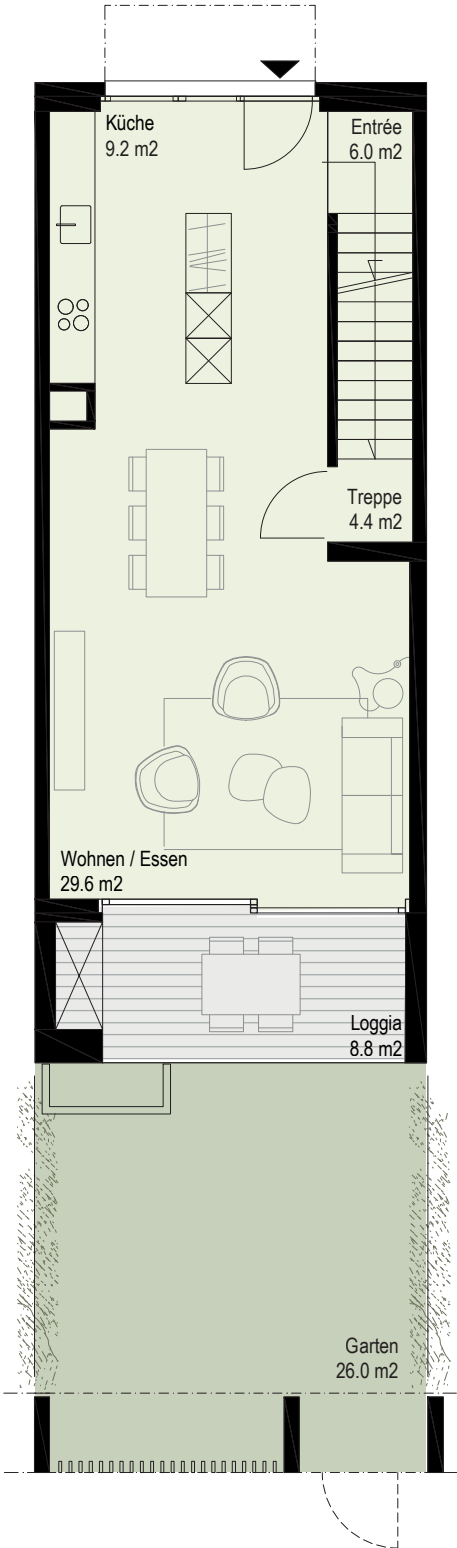 Küche
9.2 m2
Entrée
6.0 m2
Treppe
4.4 m2
Wohnen / Essen
29.6 m2
Loggia
8.8 m2
Garten
26.0 m2